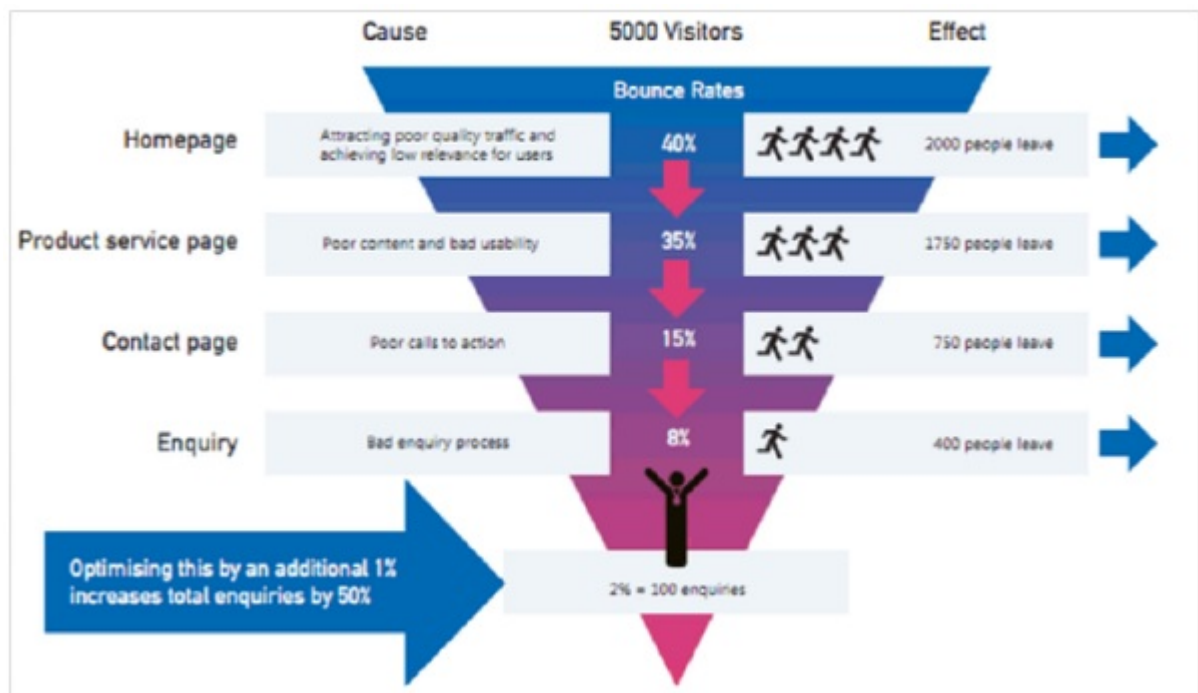 Cause 5000 Visitors Effect
Bounce Rates
Homepage
Attracting poor quality traffic and
achieving low relevance for users
40%
2000 people leave
Product service page
Poor content and bad usability
35%
1750 people leave
Contact page
Poor calls to action
15%
750 people leave
Enquiry
Bad enquiry process
8%
400 people leave
Optimising this by an additional 1%
increases total enquiries by 50%
2% = 100 enquiries